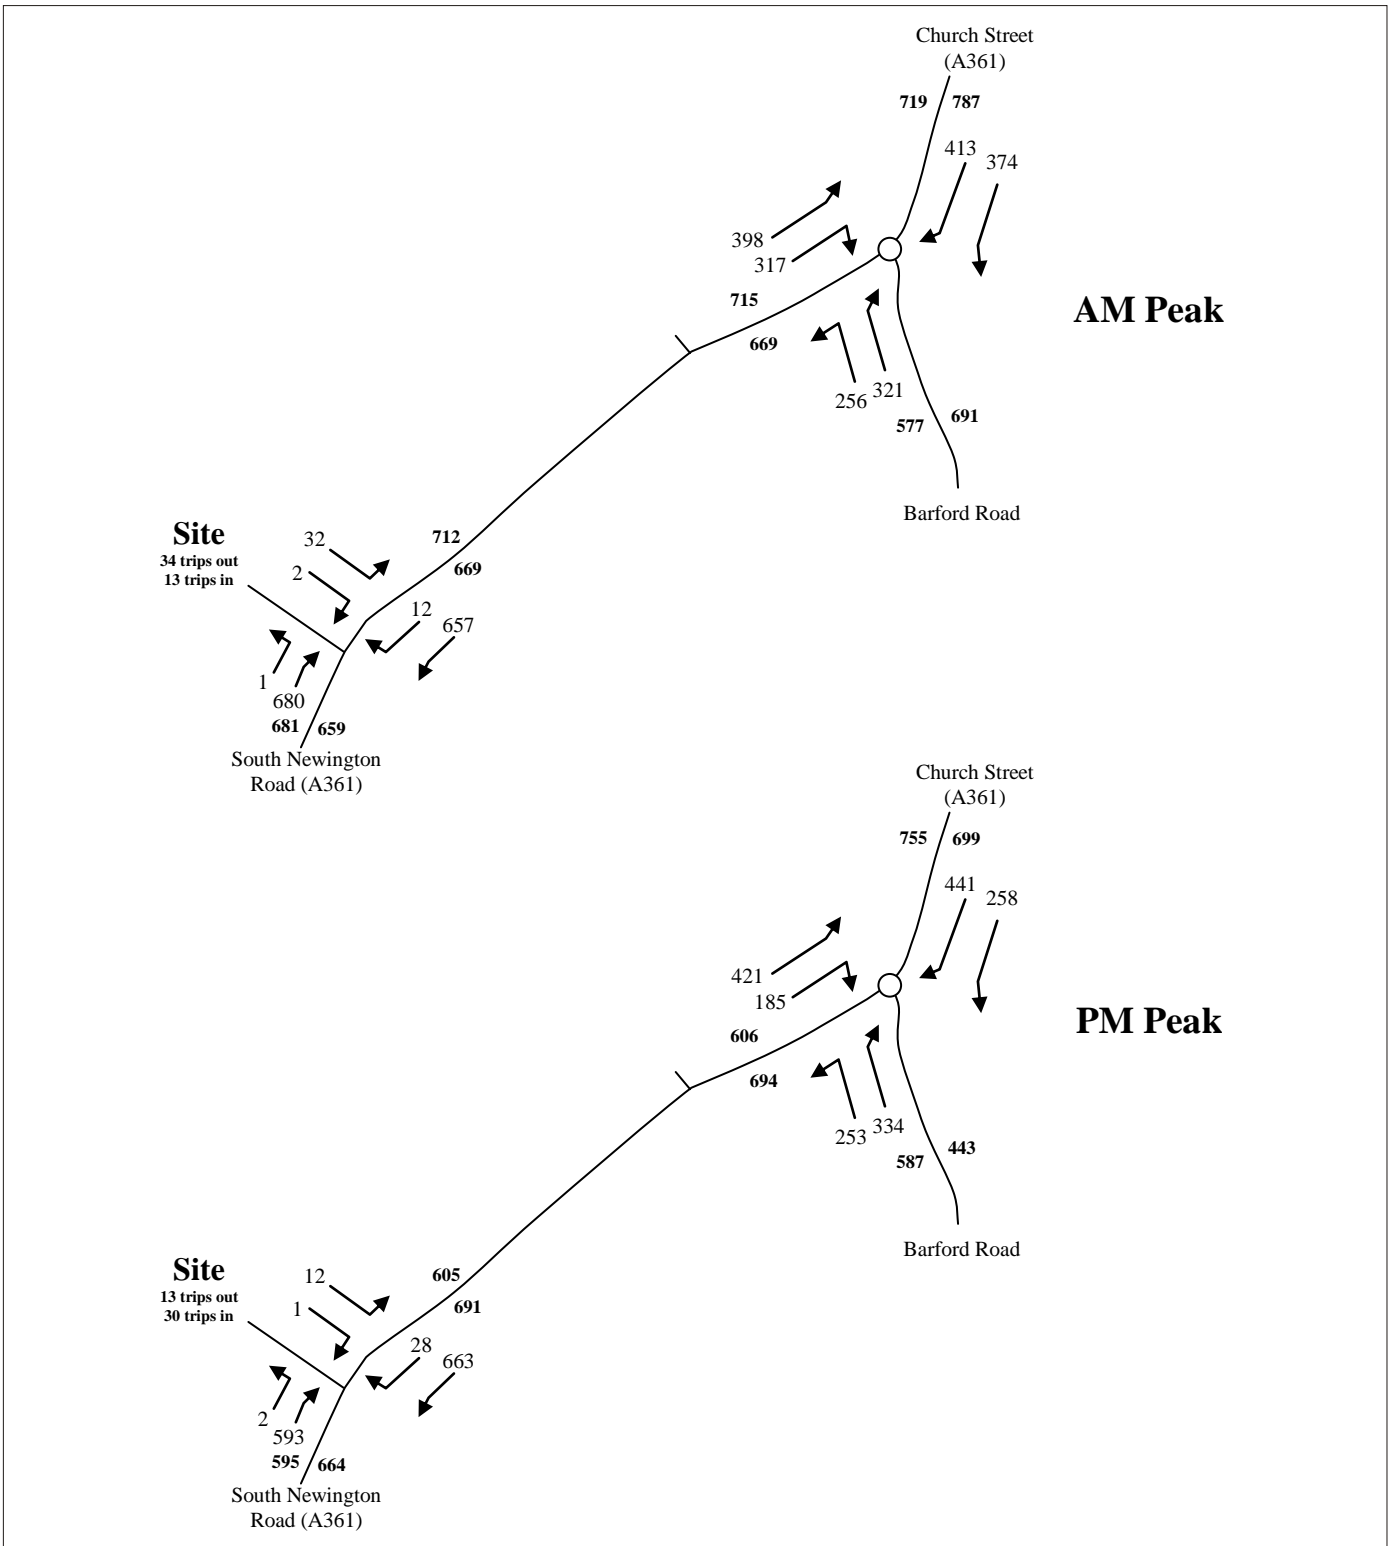 Church Street
(A361)
719 787
413
374
398
317
715
669
AM Peak
256 321
577
691
Barford Road
Site
34 trips out
13 trips in
32
2
712
669
12
657
1
680
681 659
South Newington
Road (A361)
Church Street
(A361)
755 699
441
258
421
185
606
694
PM Peak
253 334
587
443
Barford Road
Site
13 trips out
30 trips in
12
1
605
691
28
663
2
593
595 664
South Newington
Road (A361)